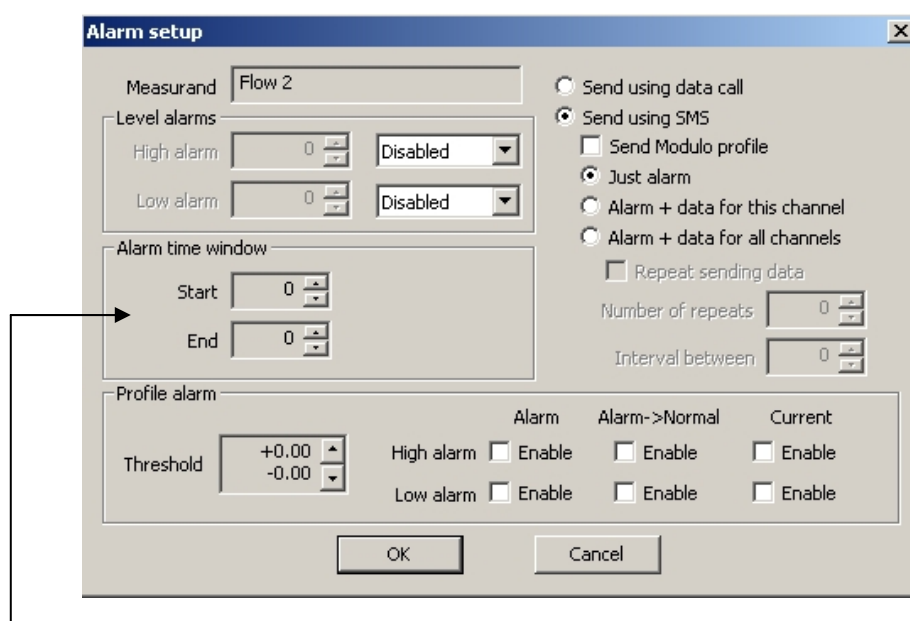 Alarm setup
Measurand Flow 2
Level alarms
High alarm 0 Disabled
Low alarm 0 Disabled
Alarm time window
Start 0
End 0
Send using data call
Send using SMS
Send Modulo profile
Just alarm
Alarm + data for this channel
Alarm + data for all channels
Repeat sending data
Number of repeats 0
Interval between 0
Profile alarm
Threshold +0.00
-0.00
Alarm Alarm->Normal Current
High alarm Enable Enable Enable
Low alarm Enable Enable Enable
OK Cancel